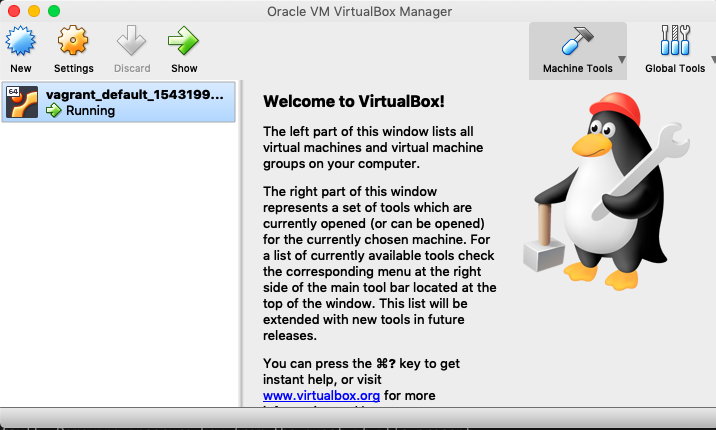 Oracle VM VirtualBox Manager
New
Settings
Discard
Show
Machine Tools
Global Tools
64
vagrant_default_1543199...
Running
Welcome to VirtualBox!
The left part of this window lists all
virtual machines and virtual machine
groups on your computer.
The right part of this window
represents a set of tools which are
currently opened (or can be opened)
for the currently chosen machine. For
a list of currently available tools check
the corresponding menu at the right
side of the main tool bar located at the
top of the window. This list will be
extended with new tools in future
releases.
You can press the ⌘? key to get
instant help, or visit
www.virtualbox.org for more